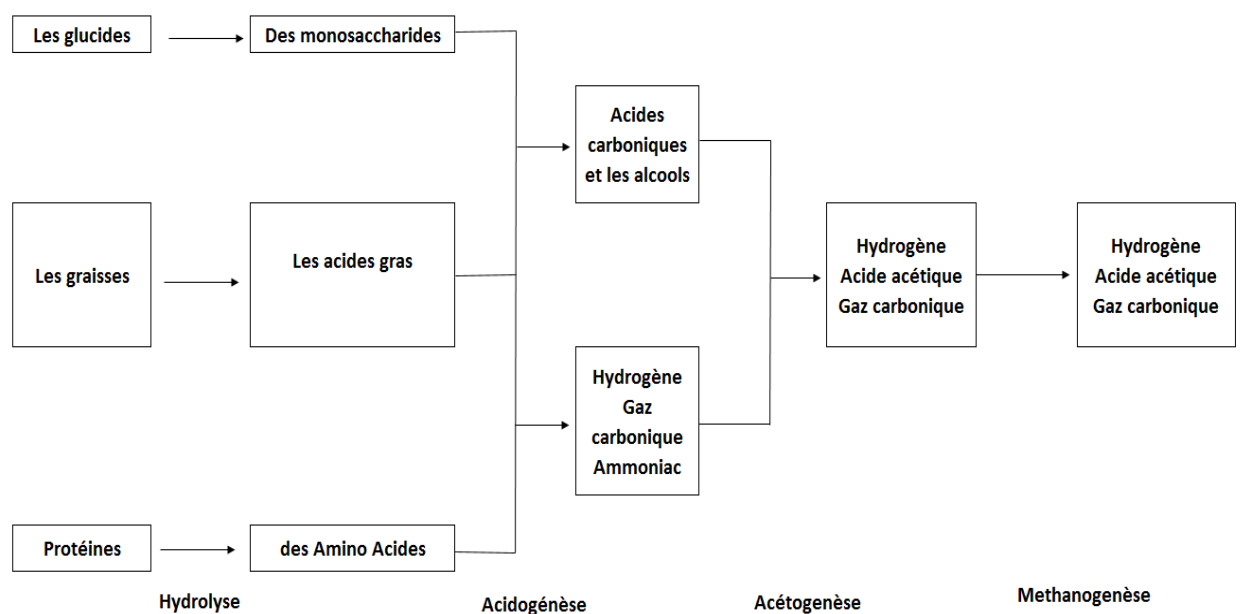 Les glucides
Des monosaccharides
Acides
carboniques
et les alcools
Les graisses
Les acides gras
Hydrogène
Acide acétique
Gaz carbonique
Hydrogène
Acide acétique
Gaz carbonique
Hydrogène
Gaz
carbonique
Ammoniac
Protéines
des Amino Acides
Hydrolyse
Acidogénèse
Acétogenèse
Methanogenèse